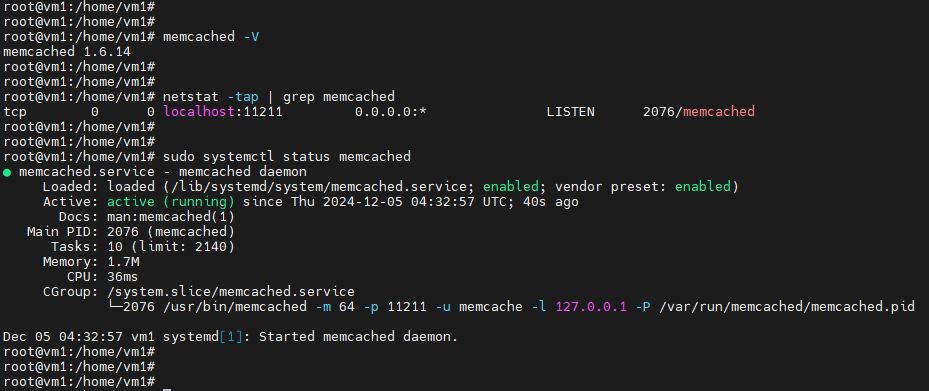 root@vm1:/home/vm1#
root@vm1:/home/vm1#
root@vm1:/home/vm1# memcached -V
memcached 1.6.14
root@vm1:/home/vm1#
root@vm1:/home/vm1#
root@vm1:/home/vm1# netstat -tap | grep memcached
tcp        0      0 localhost:11211         0.0.0.0:*               LISTEN      2076/memcached
root@vm1:/home/vm1#
root@vm1:/home/vm1#
root@vm1:/home/vm1# sudo systemctl status memcached
● memcached.service - memcached daemon
     Loaded: loaded (/lib/systemd/system/memcached.service; enabled; vendor preset: enabled)
     Active: active (running) since Thu 2024-12-05 04:32:57 UTC; 40s ago
       Docs: man:memcached(1)
   Main PID: 2076 (memcached)
      Tasks: 10 (limit: 2140)
     Memory: 1.7M
        CPU: 36ms
     CGroup: /system.slice/memcached.service
             └─2076 /usr/bin/memcached -m 64 -p 11211 -u memcache -l 127.0.0.1 -P /var/run/memcached/memcached.pid
Dec 05 04:32:57 vm1 systemd[1]: Started memcached daemon.
root@vm1:/home/vm1#
root@vm1:/home/vm1#
root@vm1:/home/vm1#